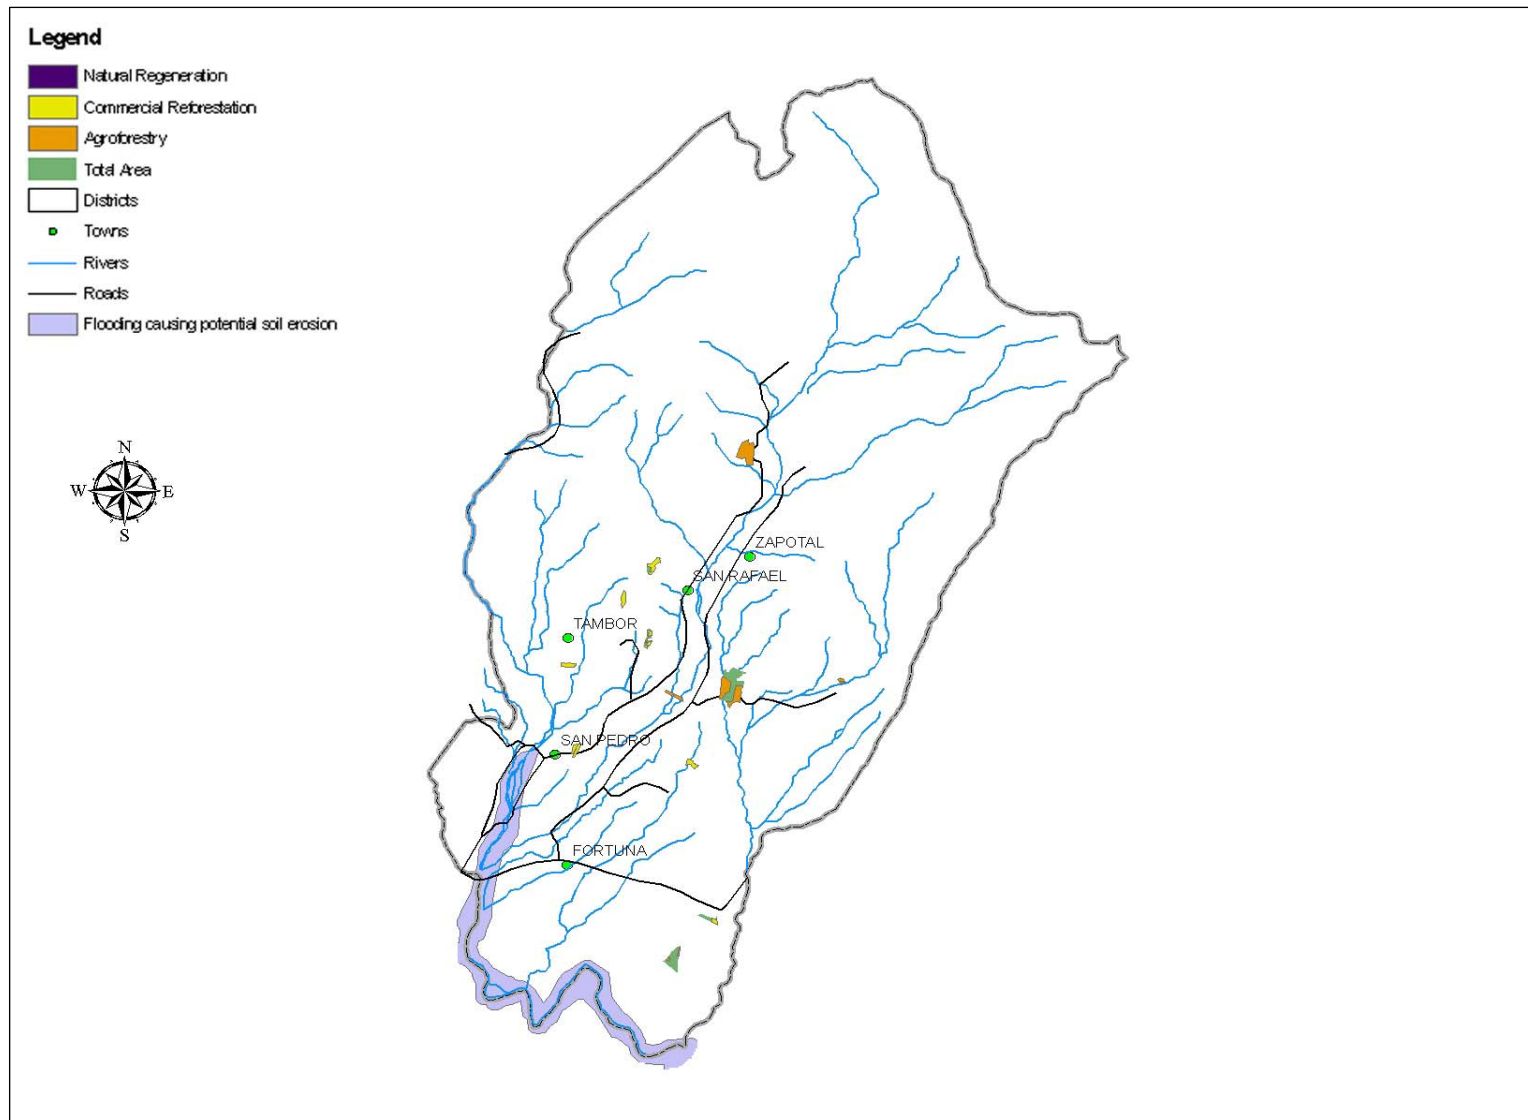 Legend
Natural Regeneration
Commercial Reforestation
Agroforestry
Total Area
Districts
Towns
Rivers
Roads
Flooding causing potential soil erosion
N
W E
S
ZAPOTAL
SAN RAFAEL
TAMBOR
SAN PEDRO
FORTUNA